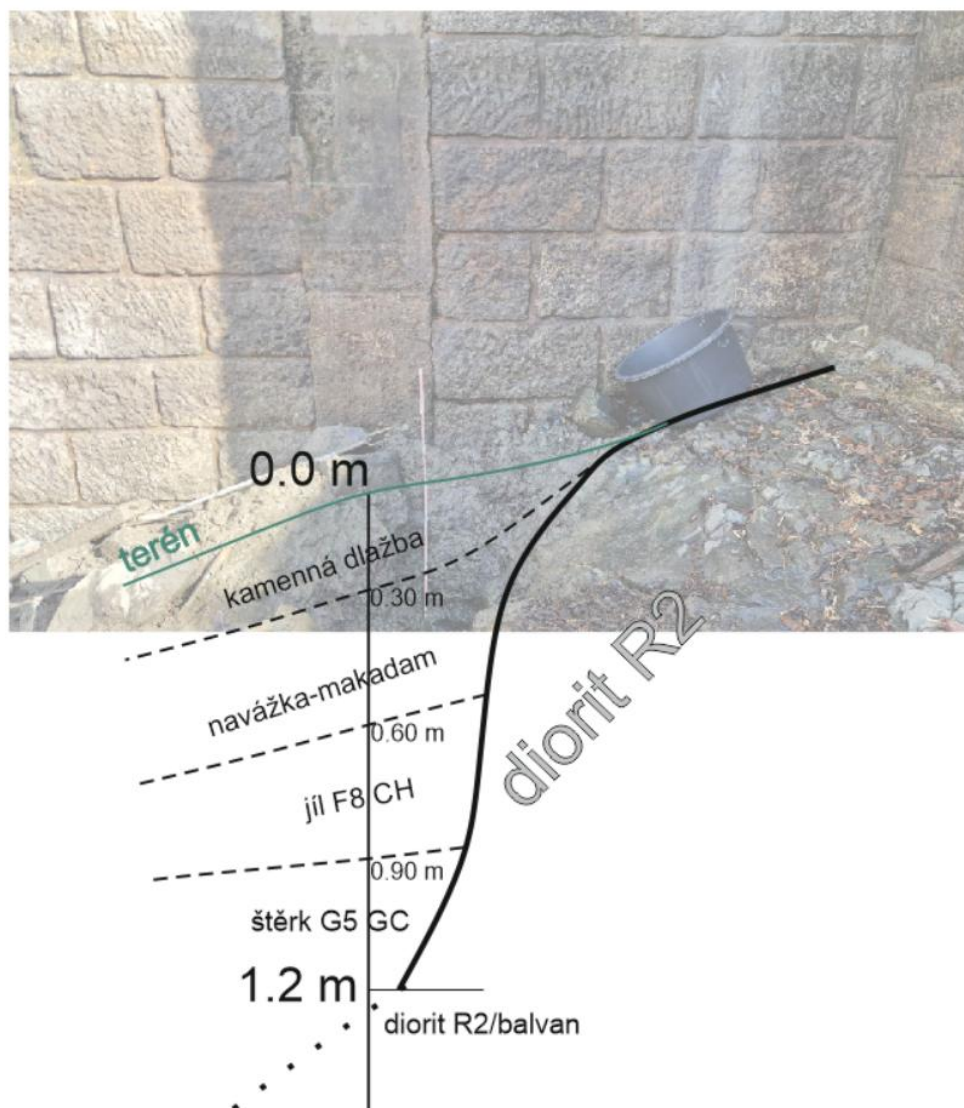 0.0 m
terén
kamenná dlažba
0.30 m
diorit R2
navážka-makadam
0.60 m
jíl F8 CH
0.90 m
štěrk G5 GC
1.2 m
diorit R2/balvan